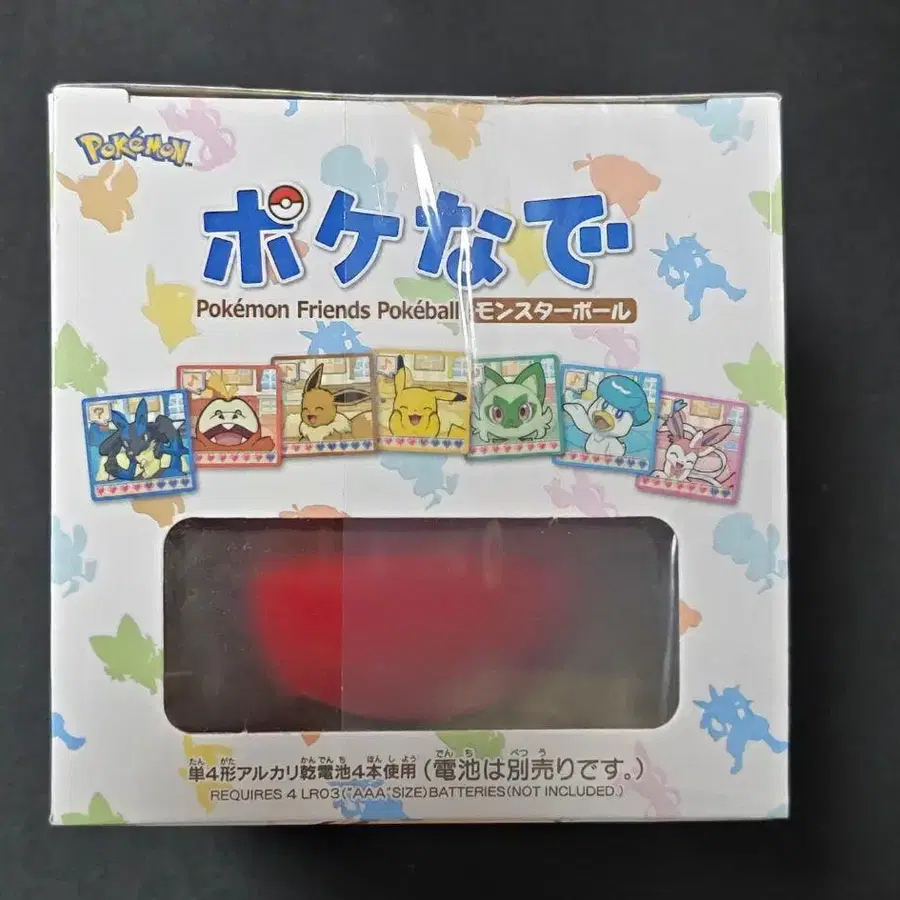 POKéMON™
ポケなで
Pokémon Friends Pokéball モンスターボール
?
♪
♪
♪
単4形アルカリ乾電池4本使用(電池は別売りです。)
REQUIRES 4 LR03("AAA"SIZE)BATTERIES(NOT INCLUDED.)